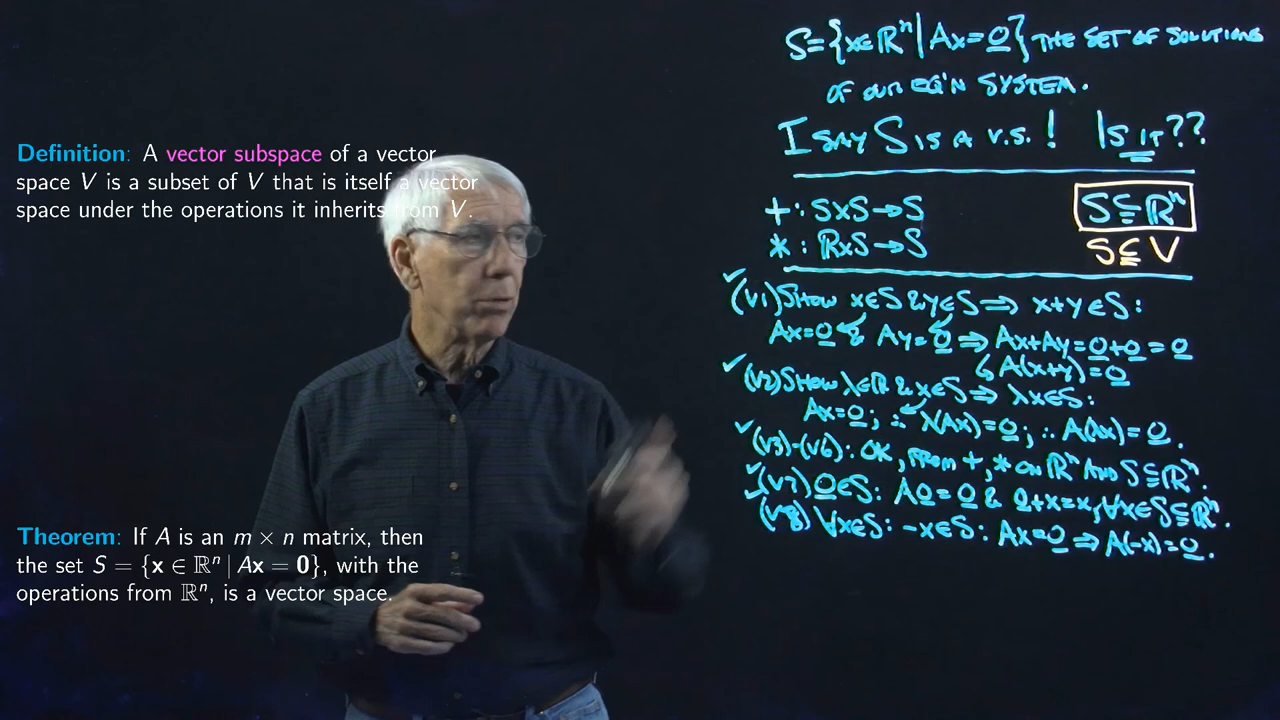 Definition: A vector subspace of a vector
space V is a subset of V that is itself a vector
space under the operations it inherits from V.
Theorem: If A is an m × n matrix, then
the set S = {x ∈ ℝⁿ | Ax = 0}, with the
operations from ℝⁿ, is a vector space.
S={x∈ℝⁿ|Ax=0} THE SET OF SOLUTIONS
OF OUR EQ'N SYSTEM.
I SAY S IS A V.S.! IS IT??
+: S×S→S
*: ℝ×S→S
S⊆ℝⁿ
S⊆V
✓(V1) SHOW x∈S & y∈S ⇒ x+y∈S:
Ax=0 & Ay=0 ⇒ Ax+Ay=0+0=0
↳ A(x+y)=0
✓(V2) SHOW λ∈ℝ & x∈S ⇒ λx∈S:
Ax=0; ∴ λ(Ax)=0; ∴ A(λx)=0.
✓(V3)-(V6): OK, FROM +, * ON ℝⁿ AND S⊆ℝⁿ.
✓(V7) 0∈S: A0=0 & 0+x=x, ∀x∈S⊆ℝⁿ.
✓(V8) ∀x∈S: -x∈S: Ax=0 ⇒ A(-x)=0.